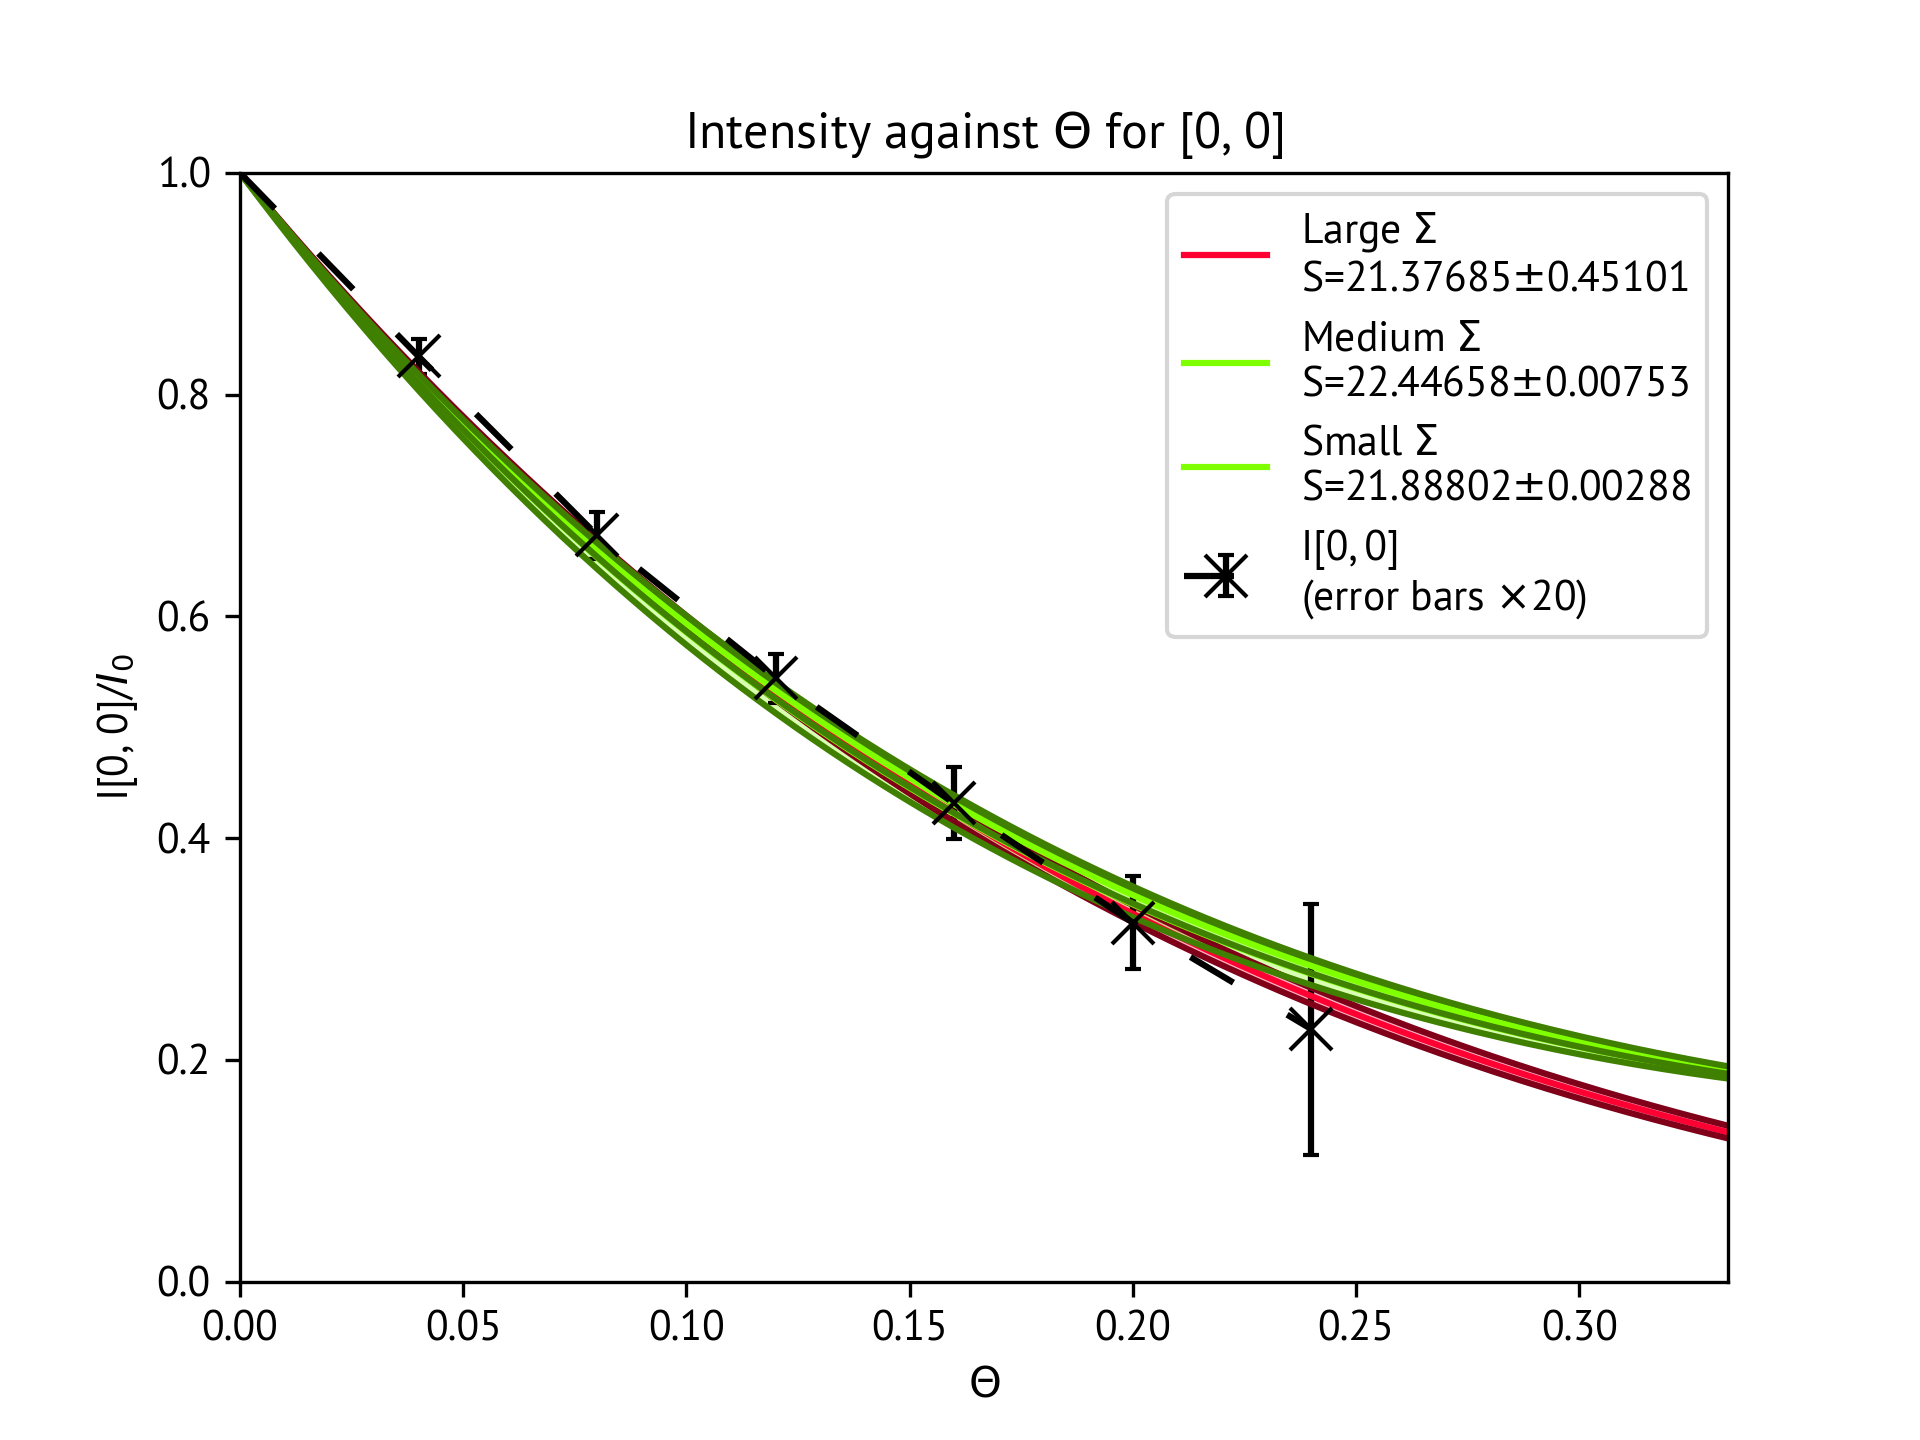 Intensity against Θ for [0, 0]
1.0
0.8
0.6
0.4
0.2
0.0
I[0, 0]/I₀
Large Σ
S=21.37685±0.45101
Medium Σ
S=22.44658±0.00753
Small Σ
S=21.88802±0.00288
I[0, 0]
(error bars ×20)
0.00 0.05 0.10 0.15 0.20 0.25 0.30
Θ